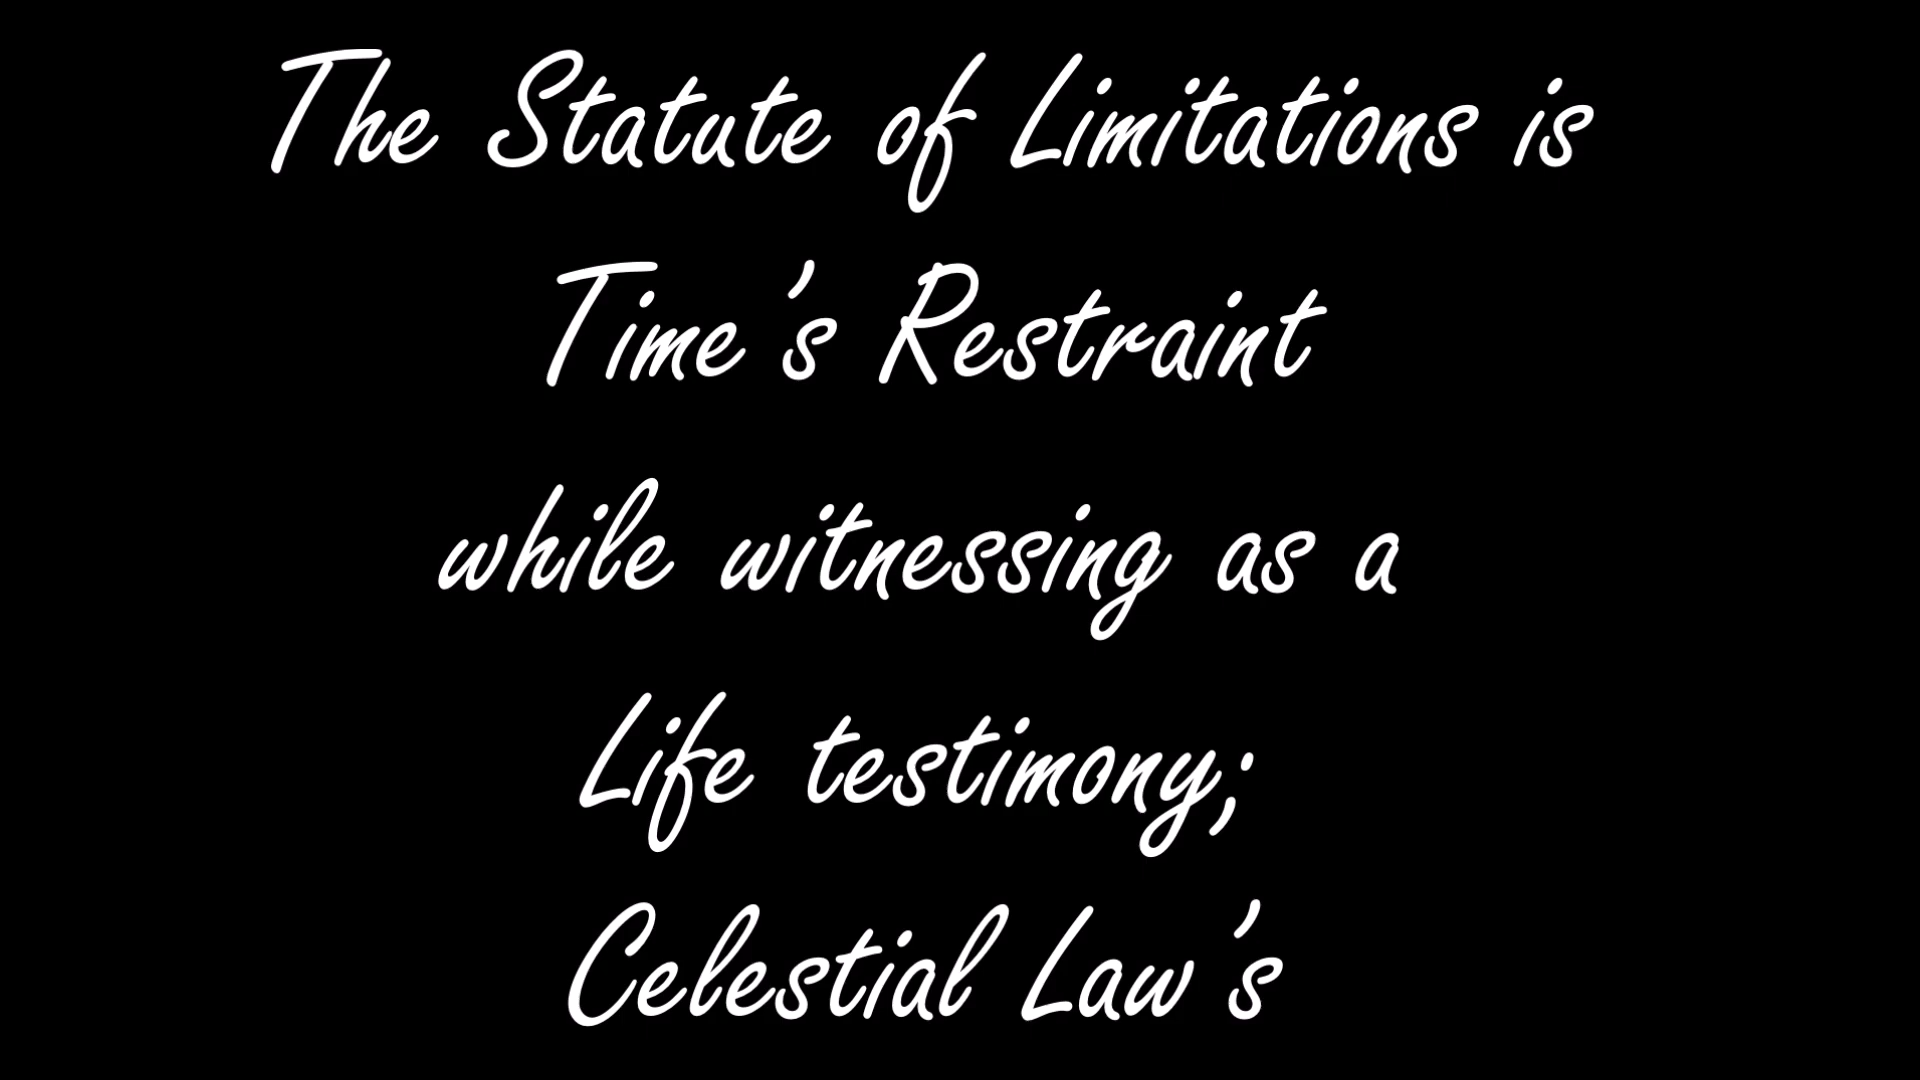 The Statute of Limitations is
Time's Restraint
while witnessing as a
Life testimony;
Celestial Law's